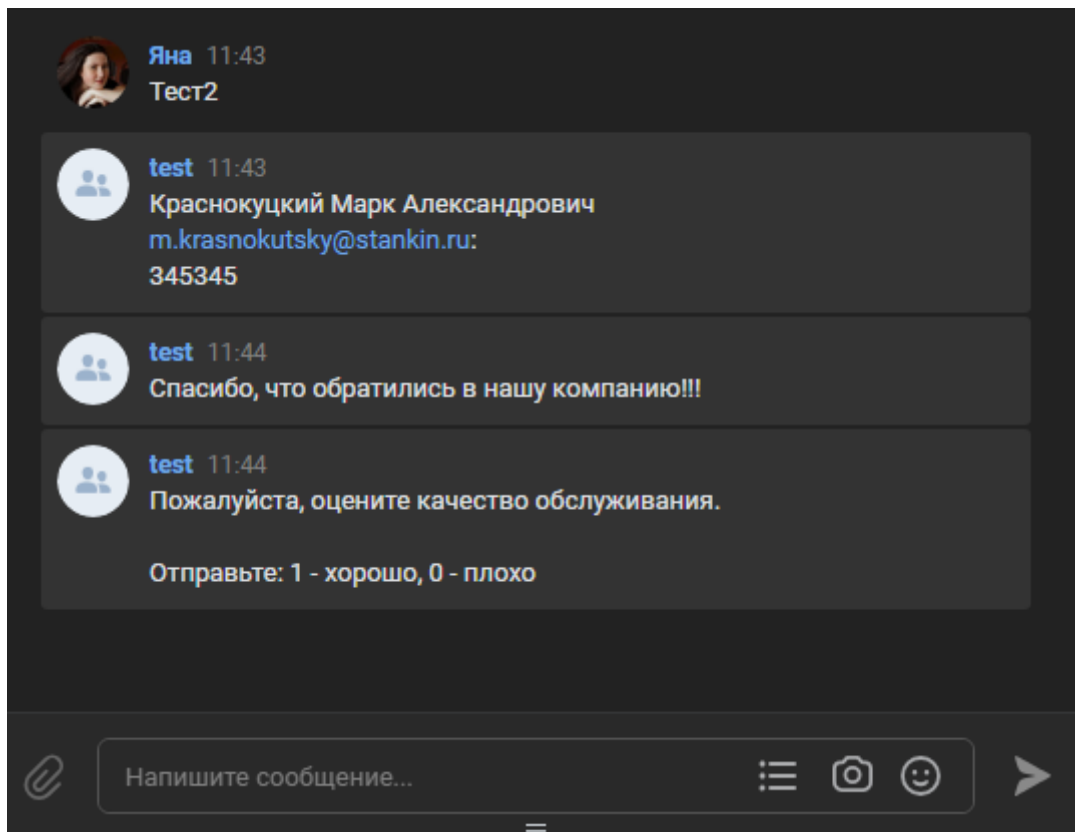 Яна 11:43
Тест2
test 11:43
Краснокуцкий Марк Александрович
m.krasnokutsky@stankin.ru:
345345
test 11:44
Спасибо, что обратились в нашу компанию!!!
test 11:44
Пожалуйста, оцените качество обслуживания.
Отправьте: 1 - хорошо, 0 - плохо
Напишите сообщение...